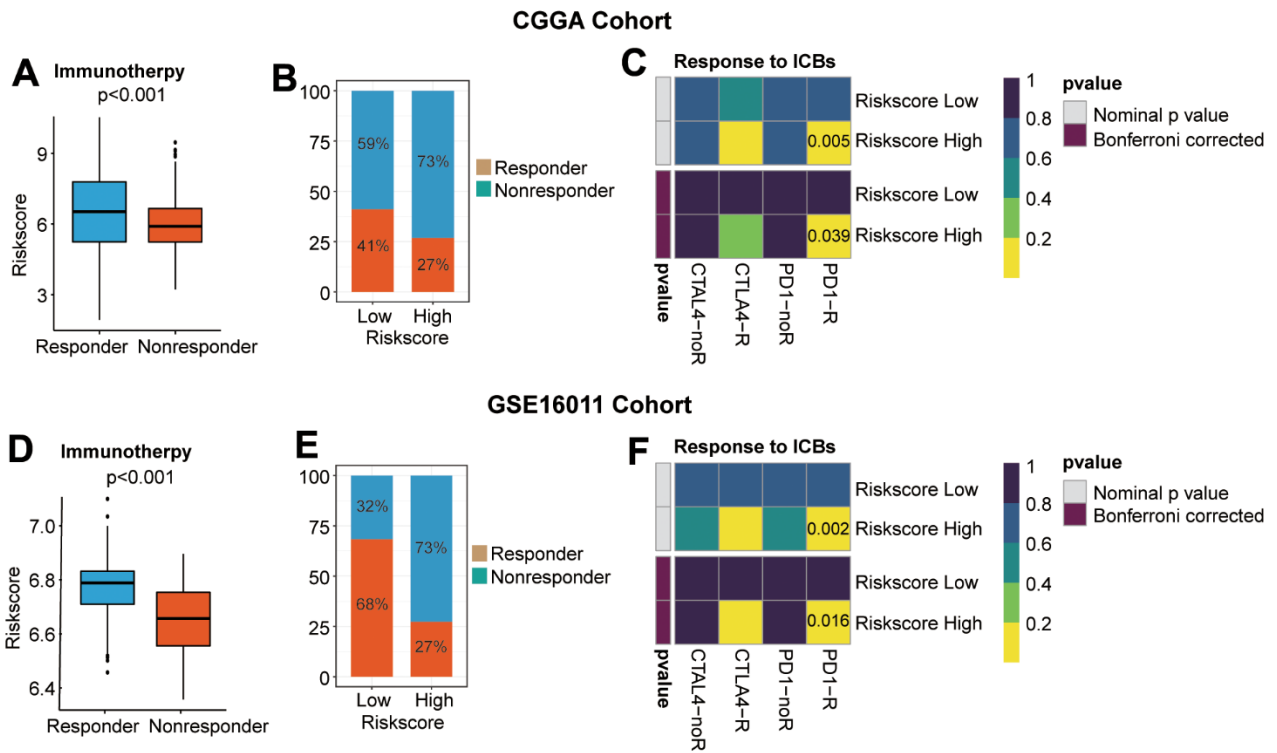 CGGA Cohort
A
Immunotherpy
p<0.001
Riskscore
9
6
3
Responder Nonresponder
B
100
75
50
25
0
59%
73%
41%
27%
Low High
Riskscore
Responder
Nonresponder
C
Response to ICBs
Riskscore Low
0.005 Riskscore High
Riskscore Low
0.039 Riskscore High
pvalue
CTAL4-noR
CTLA4-R
PD1-noR
PD1-R
1
0.8
0.6
0.4
0.2
pvalue
Nominal p value
Bonferroni corrected
GSE16011 Cohort
D
Immunotherpy
p<0.001
Riskscore
7.0
6.8
6.6
6.4
Responder Nonresponder
E
100
75
50
25
0
32%
73%
68%
27%
Low High
Riskscore
Responder
Nonresponder
F
Response to ICBs
Riskscore Low
0.002 Riskscore High
Riskscore Low
0.016 Riskscore High
pvalue
CTAL4-noR
CTLA4-R
PD1-noR
PD1-R
1
0.8
0.6
0.4
0.2
pvalue
Nominal p value
Bonferroni corrected